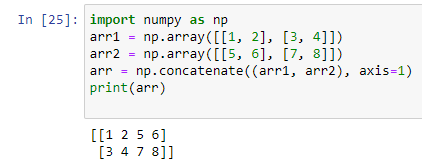 In [25]: import numpy as np
arr1 = np.array([[1, 2], [3, 4]])
arr2 = np.array([[5, 6], [7, 8]])
arr = np.concatenate((arr1, arr2), axis=1)
print(arr)
[[1 2 5 6]
 [3 4 7 8]]